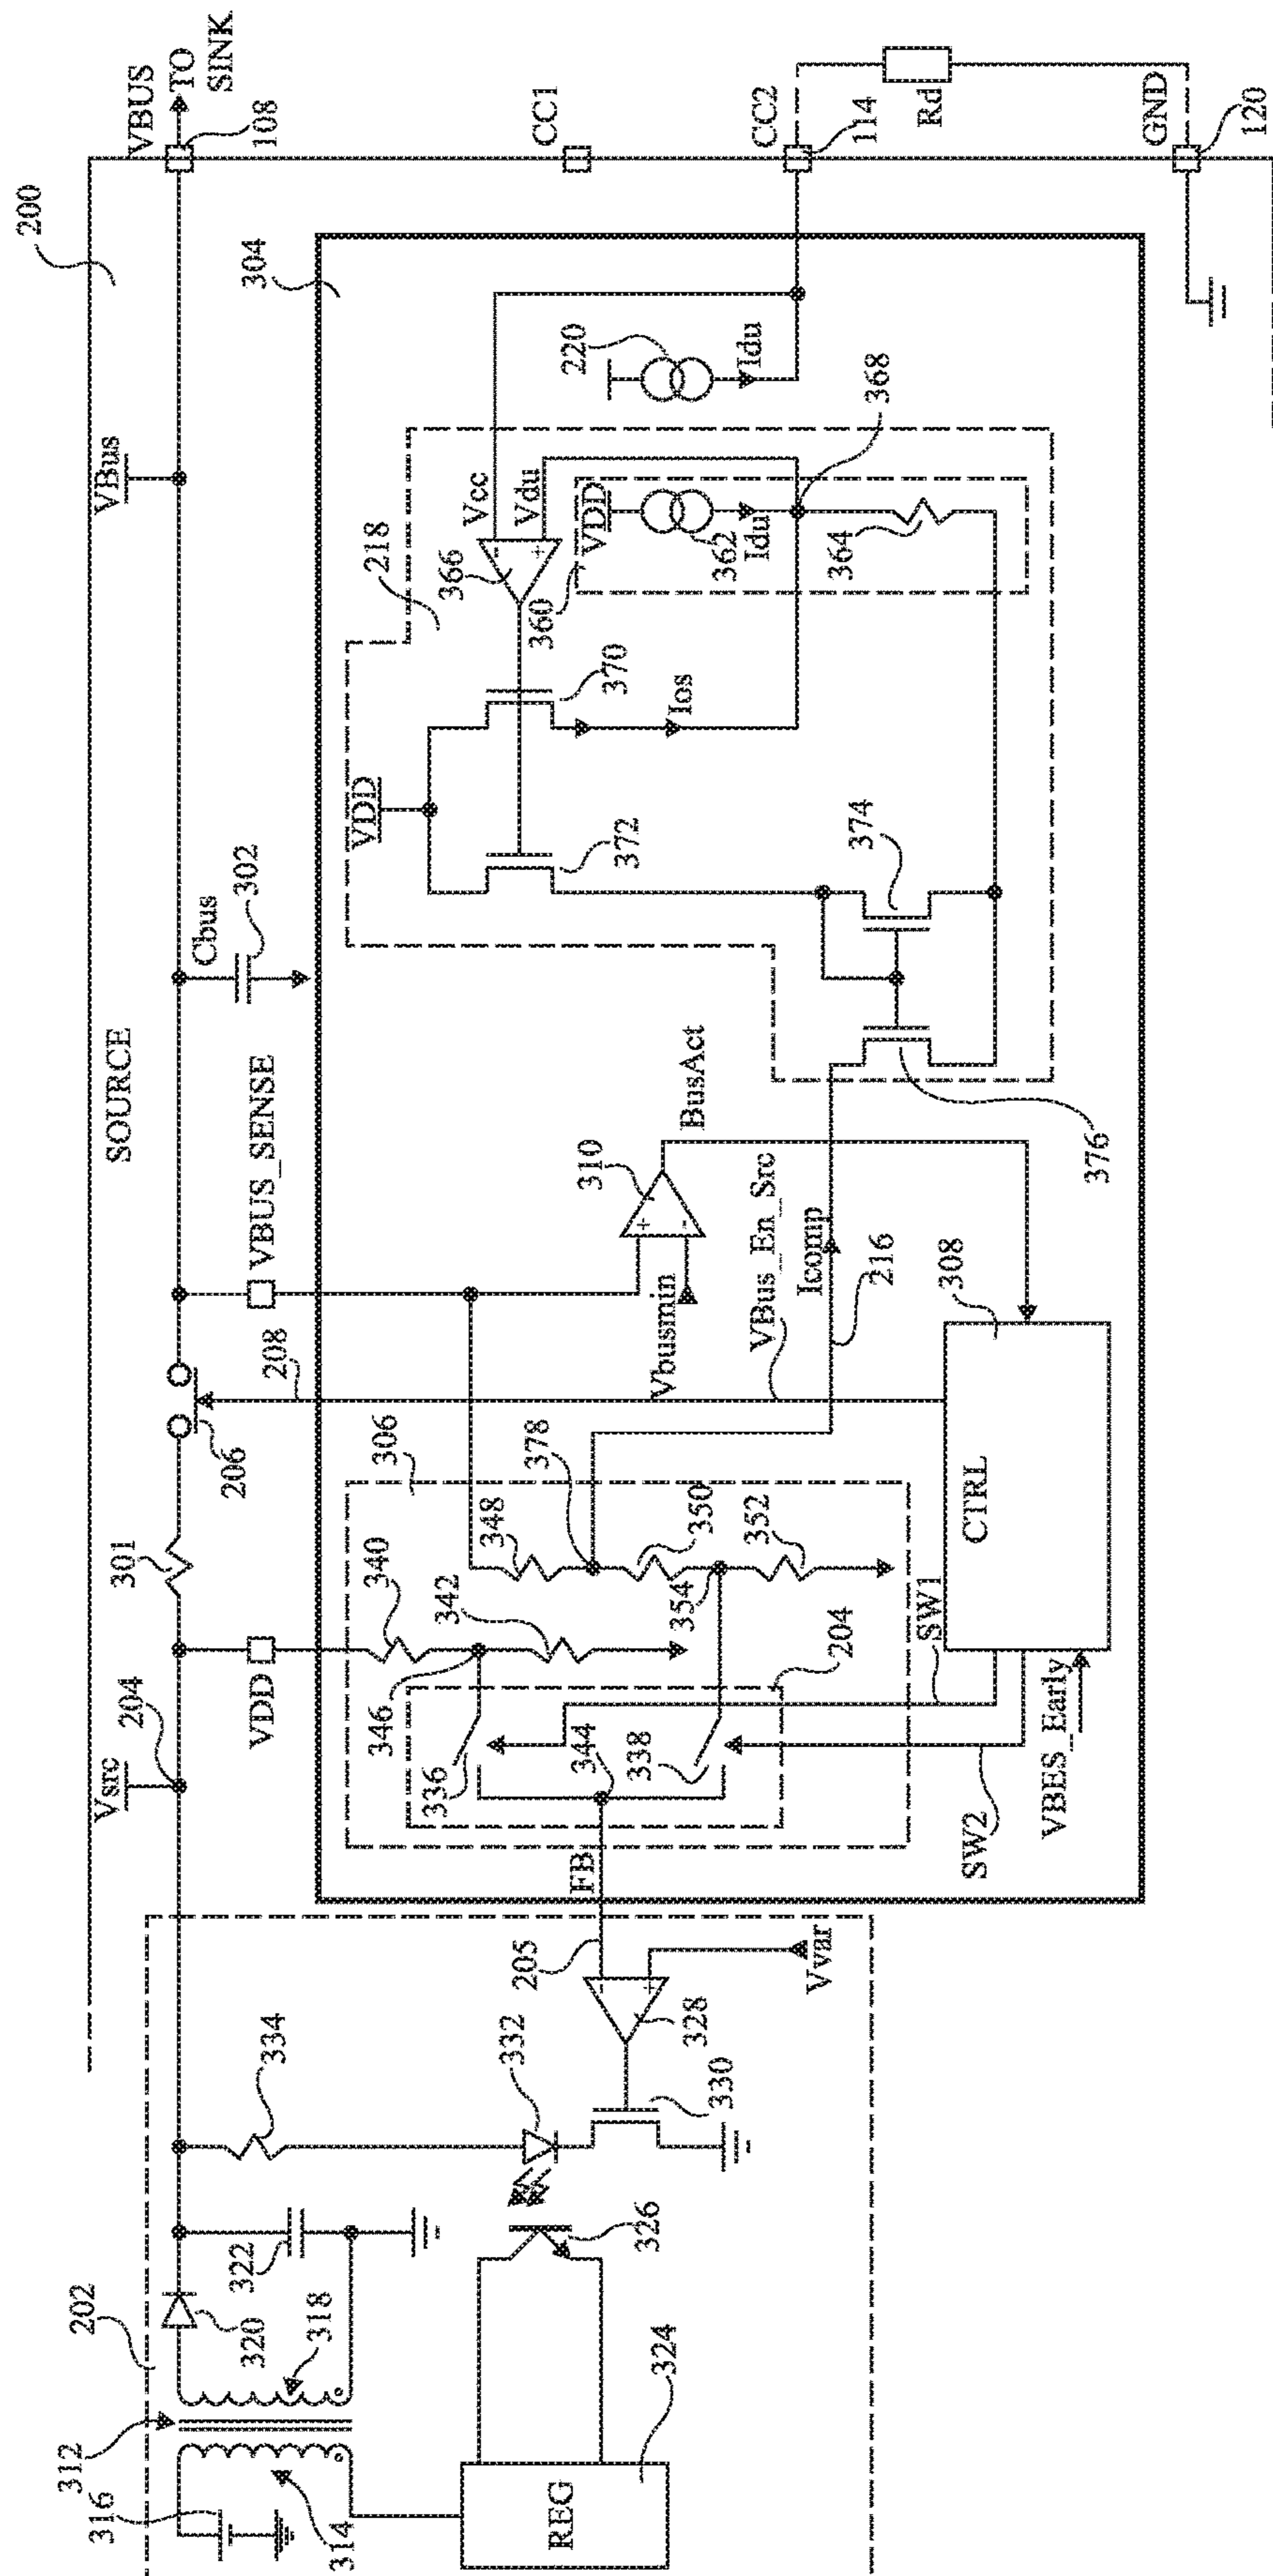 200
SOURCE
VBUS
TO
SINK
108
VBus
Cbus
302
VBUS_SENSE
208
206
301
204
Vsrc
VDD
304
CC1
CC2
114
Rd
GND
120
220
Idu
218
Vcc
Vdu
366
360
VDD
362
Idu
364
368
370
Ios
VDD
372
374
376
310
+
-
BusAct
Vbusmin
VBus_En_Src
Icomp
216
308
CTRL
306
378
348
350
352
354
340
342
346
336
344
338
204
SW1
SW2
VBES_Early
FB
205
328
+
-
Vvar
330
332
334
202
320
322
318
312
316
314
326
324
REG